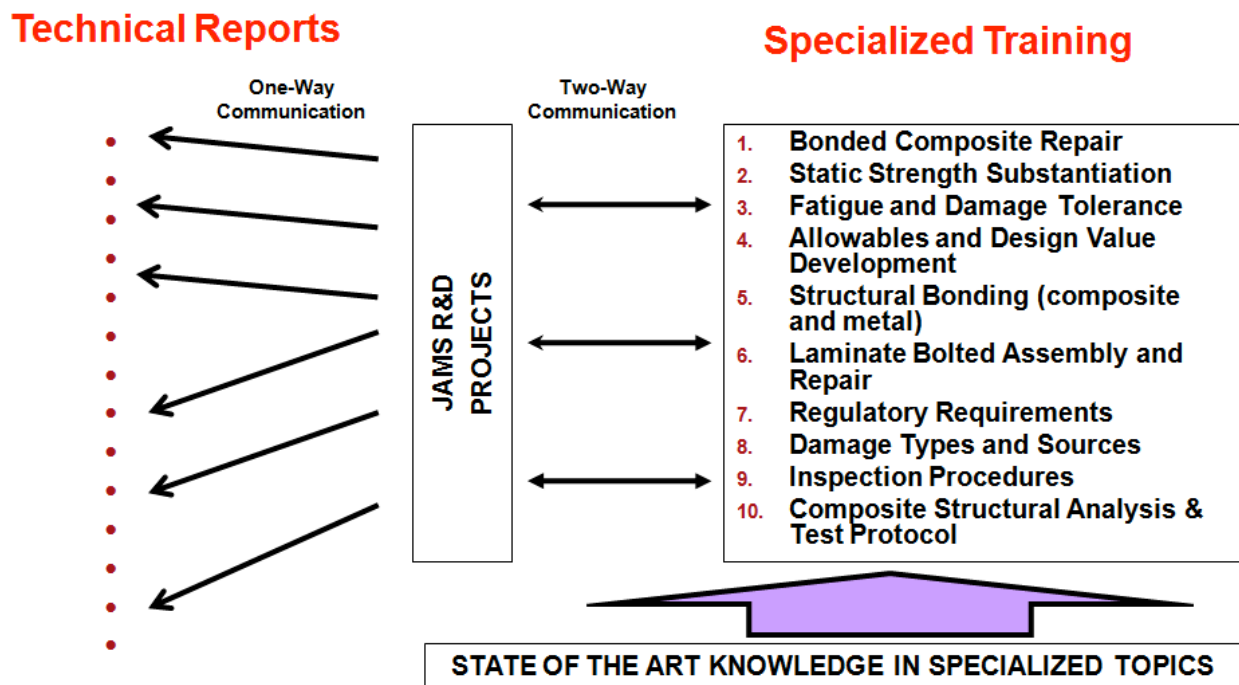 Technical Reports
Specialized Training
One-Way
Communication
Two-Way
Communication
JAMS R&D
PROJECTS
1. Bonded Composite Repair
2. Static Strength Substantiation
3. Fatigue and Damage Tolerance
4. Allowables and Design Value
Development
5. Structural Bonding (composite
and metal)
6. Laminate Bolted Assembly and
Repair
7. Regulatory Requirements
8. Damage Types and Sources
9. Inspection Procedures
10. Composite Structural Analysis &
Test Protocol
STATE OF THE ART KNOWLEDGE IN SPECIALIZED TOPICS